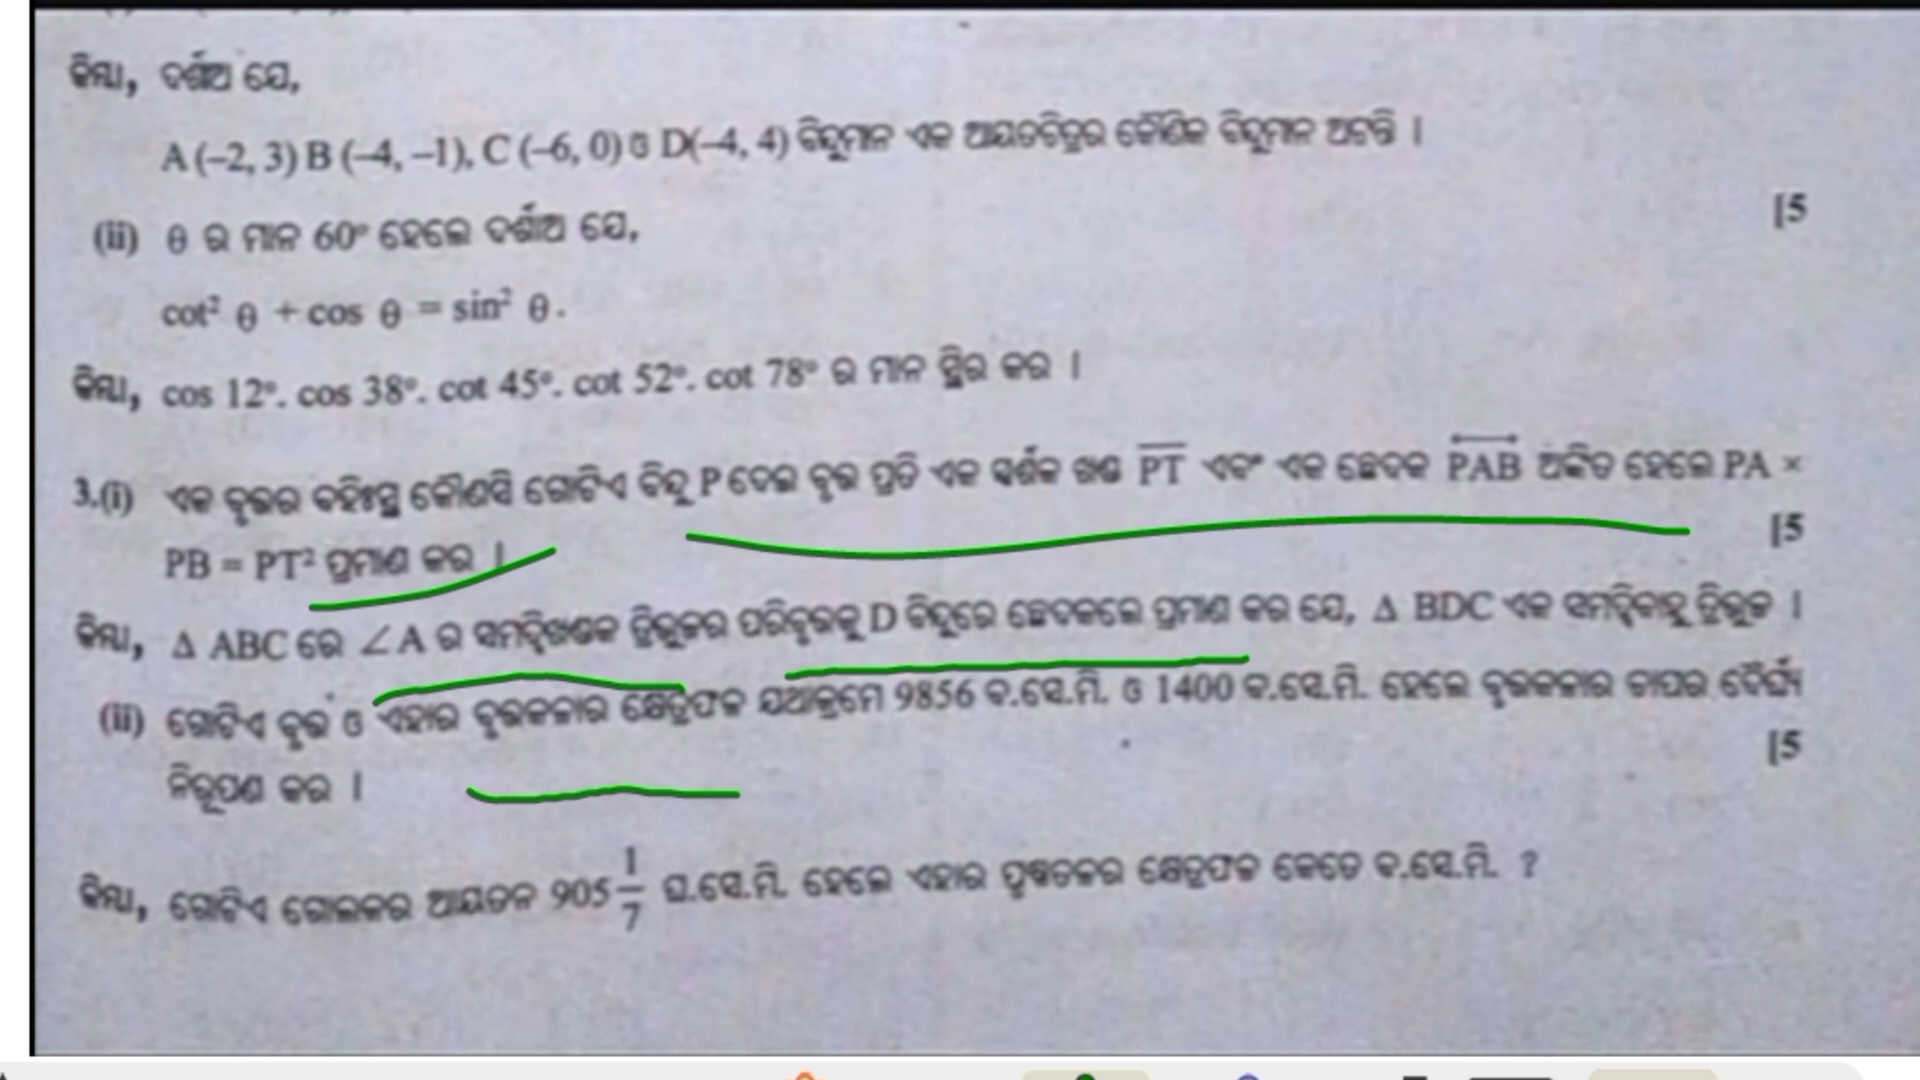 କିମ୍ବା, ଦର୍ଶାଅ ଯେ,
A (–2, 3) B (–4, –1), C (–6, 0) ଓ D(–4, 4) ବିନ୍ଦୁମାନ ଏକ ଆୟତଚିତ୍ରର କୌଣିକ ବିନ୍ଦୁମାନ ଅଟନ୍ତି ।
(ii) θ ର ମାନ 60° ହେଲେ ଦର୍ଶାଅ ଯେ, [5
cot² θ + cos θ = sin² θ.
କିମ୍ବା, cos 12°. cos 38°. cot 45°. cot 52°. cot 78° ର ମାନ ସ୍ଥିର କର ।
3.(i) ଏକ ବୃତ୍ତର ବହିଃସ୍ଥ କୌଣସି ଗୋଟିଏ ବିନ୍ଦୁ P ଦେଇ ବୃତ୍ତ ପ୍ରତି ଏକ ସ୍ପର୍ଶକ ଖଣ୍ଡ PT ଏବଂ ଏକ ଛେଦକ PAB ଅଙ୍କିତ ହେଲେ PA ×
PB = PT² ପ୍ରମାଣ କର । [5
କିମ୍ବା, Δ ABC ରେ ∠A ର ସମଦ୍ବିଖଣ୍ଡକ ତ୍ରିଭୁଜର ପରିବୃତ୍ତକୁ D ବିନ୍ଦୁରେ ଛେଦକଲେ ପ୍ରମାଣ କର ଯେ, Δ BDC ଏକ ସମଦ୍ବିବାହୁ ତ୍ରିଭୁଜ ।
(ii) ଗୋଟିଏ ବୃତ୍ତ ଓ ଏହାର ବୃତ୍ତକଳାର କ୍ଷେତ୍ରଫଳ ଯଥାକ୍ରମେ 9856 ବ.ସେ.ମି. ଓ 1400 ବ.ସେ.ମି. ହେଲେ ବୃତ୍ତକଳାର ଚାପର ଦୈର୍ଘ୍ୟ
ନିରୂପଣ କର । [5
କିମ୍ବା, ଗୋଟିଏ ଗୋଲକର ଆୟତନ 905 1/7 ଘ.ସେ.ମି. ହେଲେ ଏହାର ପୃଷ୍ଠତଳର କ୍ଷେତ୍ରଫଳ କେତେ ବ.ସେ.ମି. ?